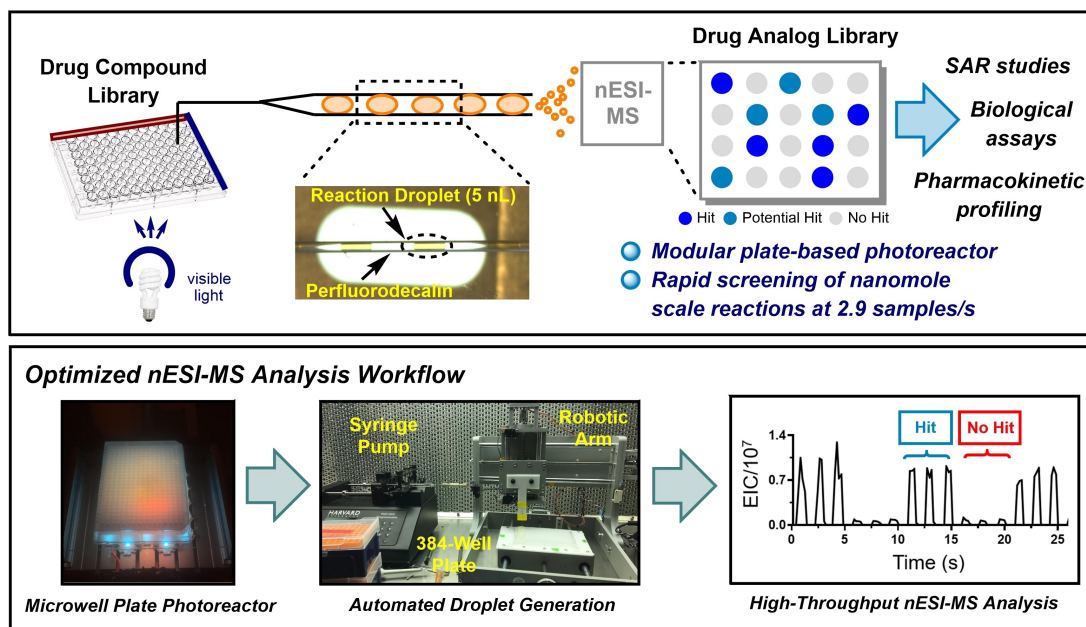 Drug Compound
Library
visible
light
Reaction Droplet (5 nL)
Perfluorodecalin
nESI-
MS
Drug Analog Library
Hit
Potential Hit
No Hit
SAR studies
Biological
assays
Pharmacokinetic
profiling
Modular plate-based photoreactor
Rapid screening of nanomole
scale reactions at 2.9 samples/s
Optimized nESI-MS Analysis Workflow
Microwell Plate Photoreactor
Syringe
Pump
Robotic
Arm
HARVARD
384-Well
Plate
Automated Droplet Generation
Hit
No Hit
EIC/10⁷
1.4
0.7
0.0
0 5 10 15 20 25
Time (s)
High-Throughput nESI-MS Analysis